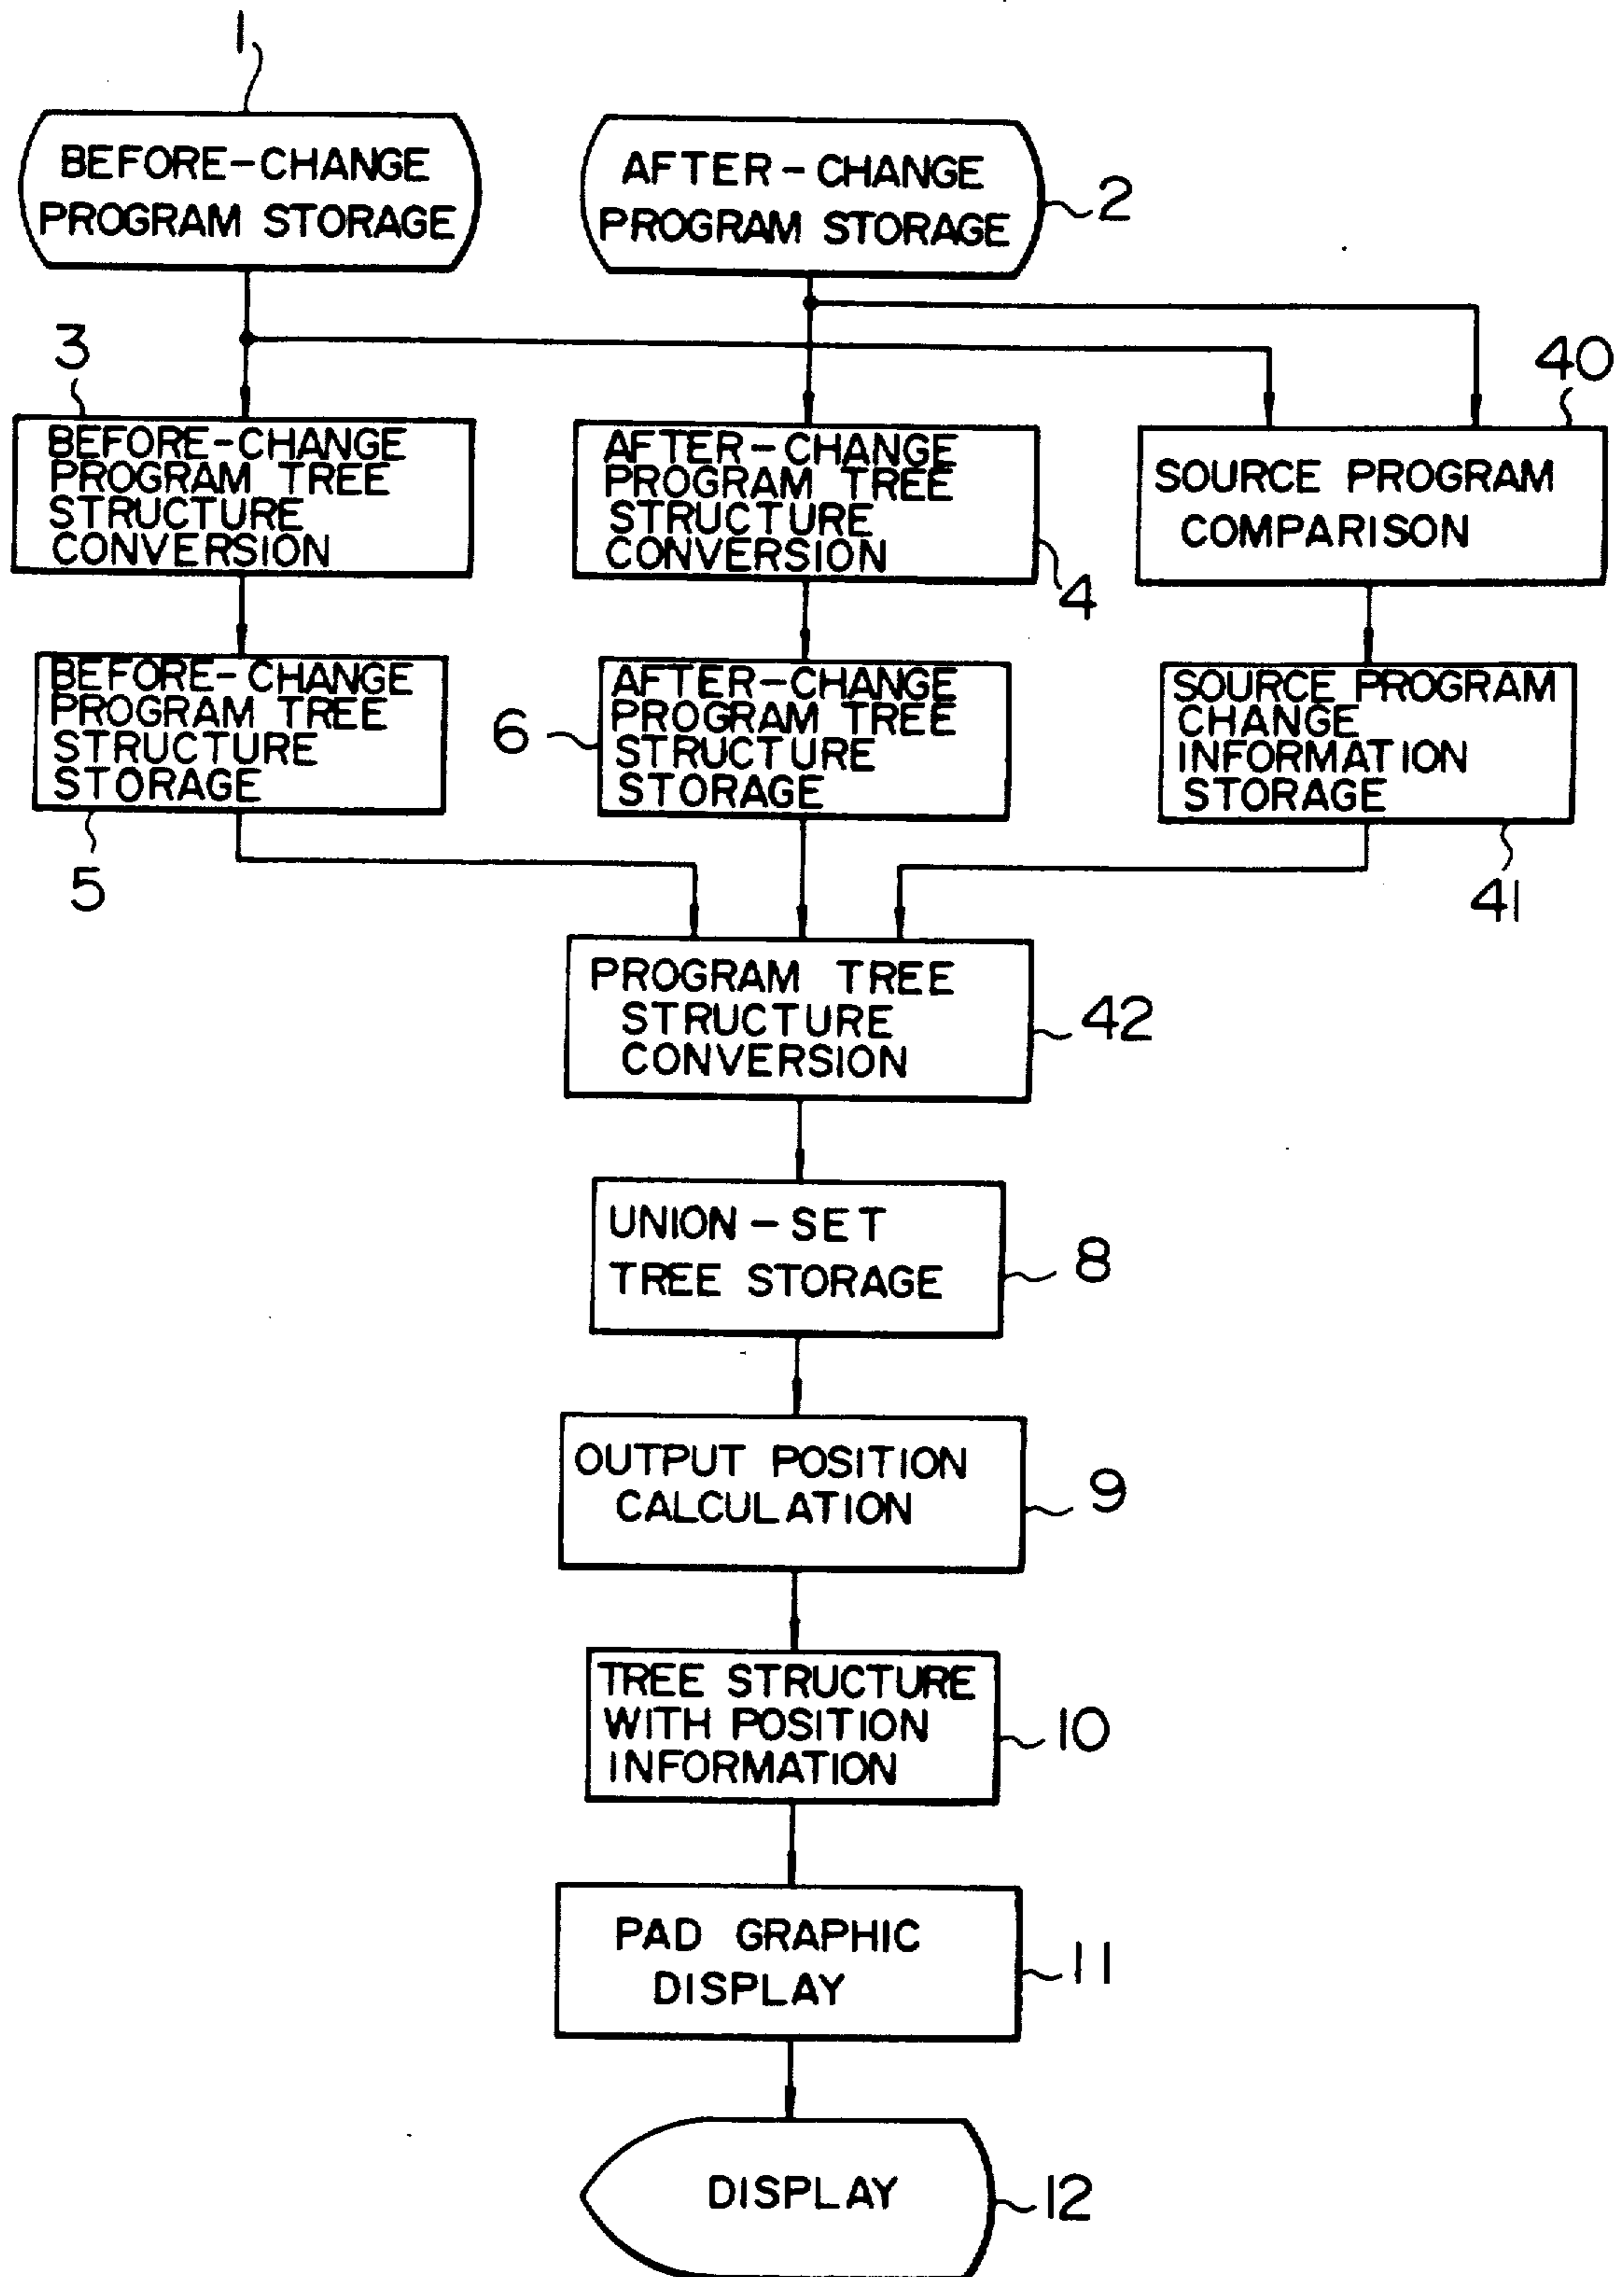 1
BEFORE-CHANGE
PROGRAM STORAGE
AFTER-CHANGE
PROGRAM STORAGE
2
3
BEFORE-CHANGE
PROGRAM TREE
STRUCTURE
CONVERSION
AFTER-CHANGE
PROGRAM TREE
STRUCTURE
CONVERSION
4
40
SOURCE PROGRAM
COMPARISON
BEFORE-CHANGE
PROGRAM TREE
STRUCTURE
STORAGE
5
6
AFTER-CHANGE
PROGRAM TREE
STRUCTURE
STORAGE
SOURCE PROGRAM
CHANGE
INFORMATION
STORAGE
41
PROGRAM TREE
STRUCTURE
CONVERSION
42
UNION-SET
TREE STORAGE
8
OUTPUT POSITION
CALCULATION
9
TREE STRUCTURE
WITH POSITION
INFORMATION
10
PAD GRAPHIC
DISPLAY
11
DISPLAY
12